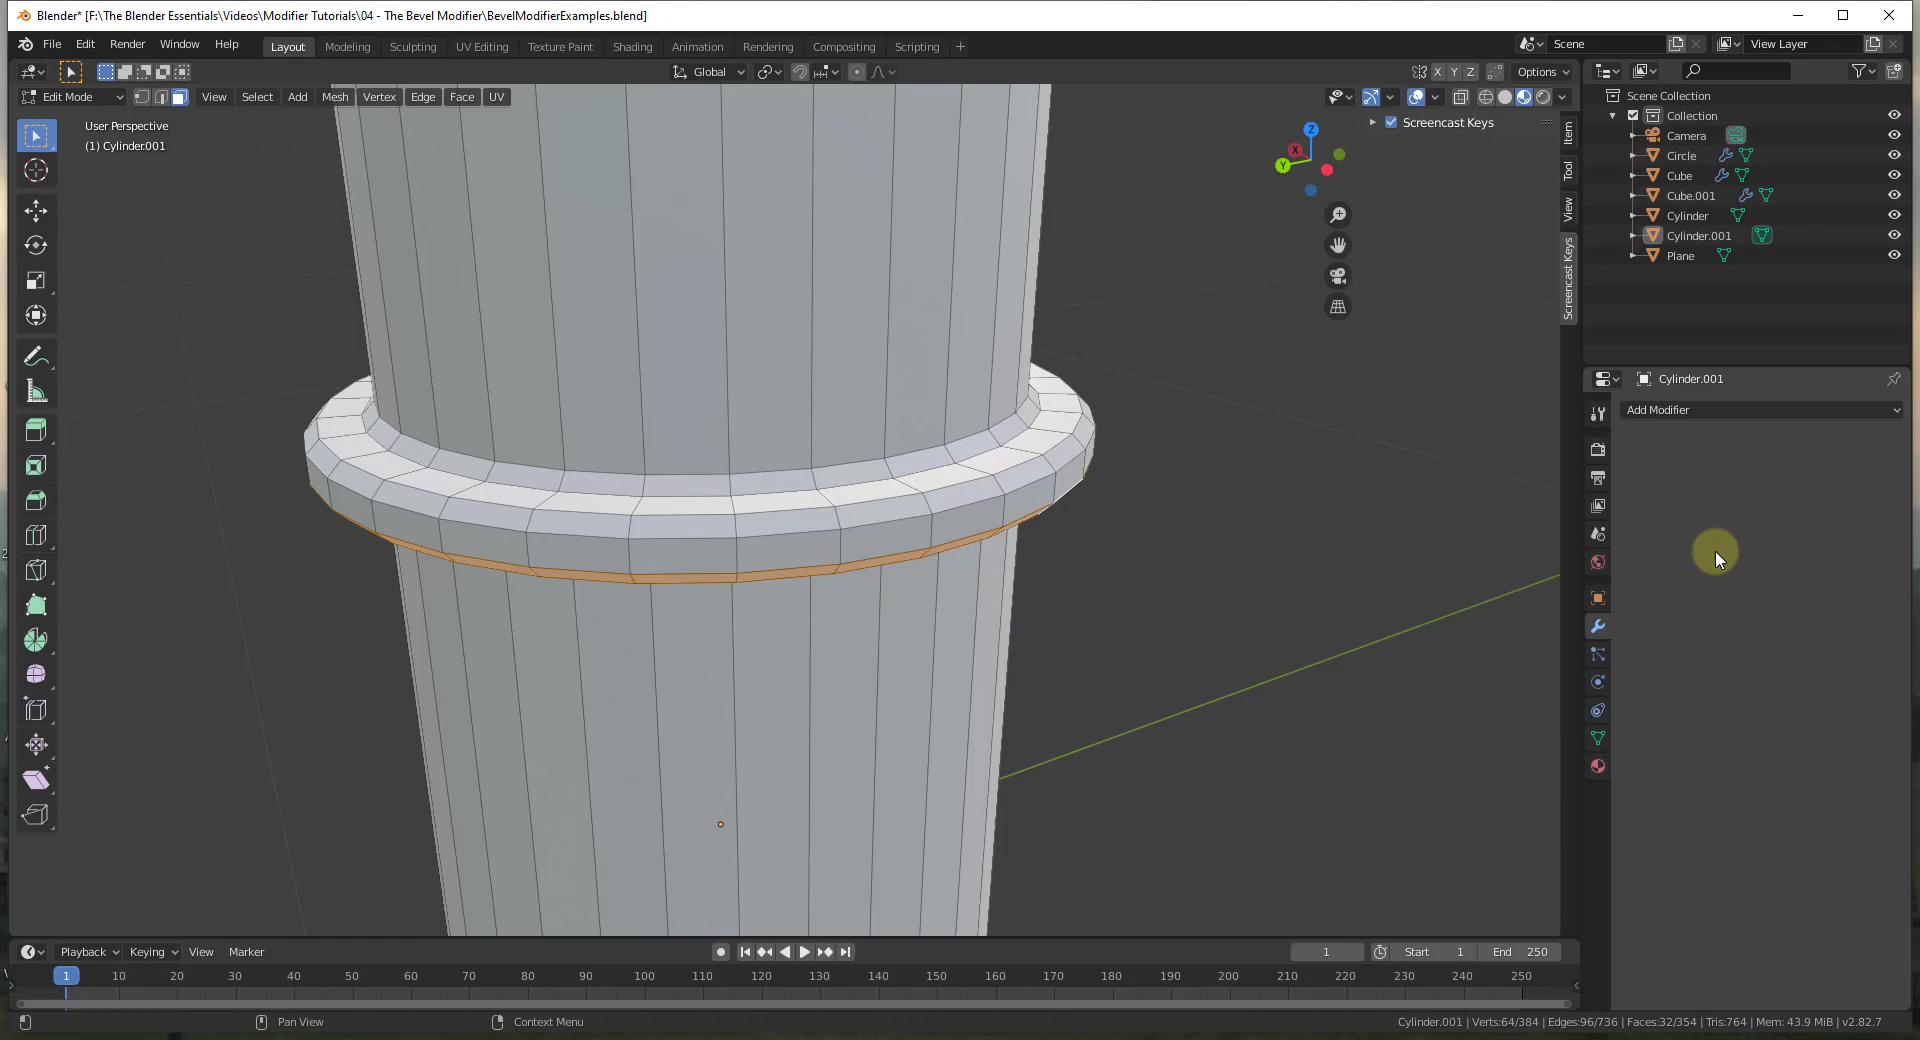 Blender* [F:\The Blender Essentials\Videos\Modifier Tutorials\04 - The Bevel Modifier\BevelModifierExamples.blend]
File Edit Render Window Help Layout Modeling Sculpting UV Editing Texture Paint Shading Animation Rendering Compositing Scripting + Scene View Layer
Global X Y Z Options
Edit Mode View Select Add Mesh Vertex Edge Face UV
User Perspective
(1) Cylinder.001
Screencast Keys
Z
X
Y
Item
Tool
View
Screencast Keys
Scene Collection
Collection
Camera
Circle
Cube
Cube.001
Cylinder
Cylinder.001
Plane
Cylinder.001
Add Modifier
Playback Keying View Marker 1 Start 1 End 250
1 10 20 30 40 50 60 70 80 90 100 110 120 130 140 150 160 170 180 190 200 210 220 230 240 250
Pan View Context Menu Cylinder.001 | Verts:64/384 | Edges:96/736 | Faces:32/354 | Tris:764 | Mem: 43.9 MiB | v2.82.7